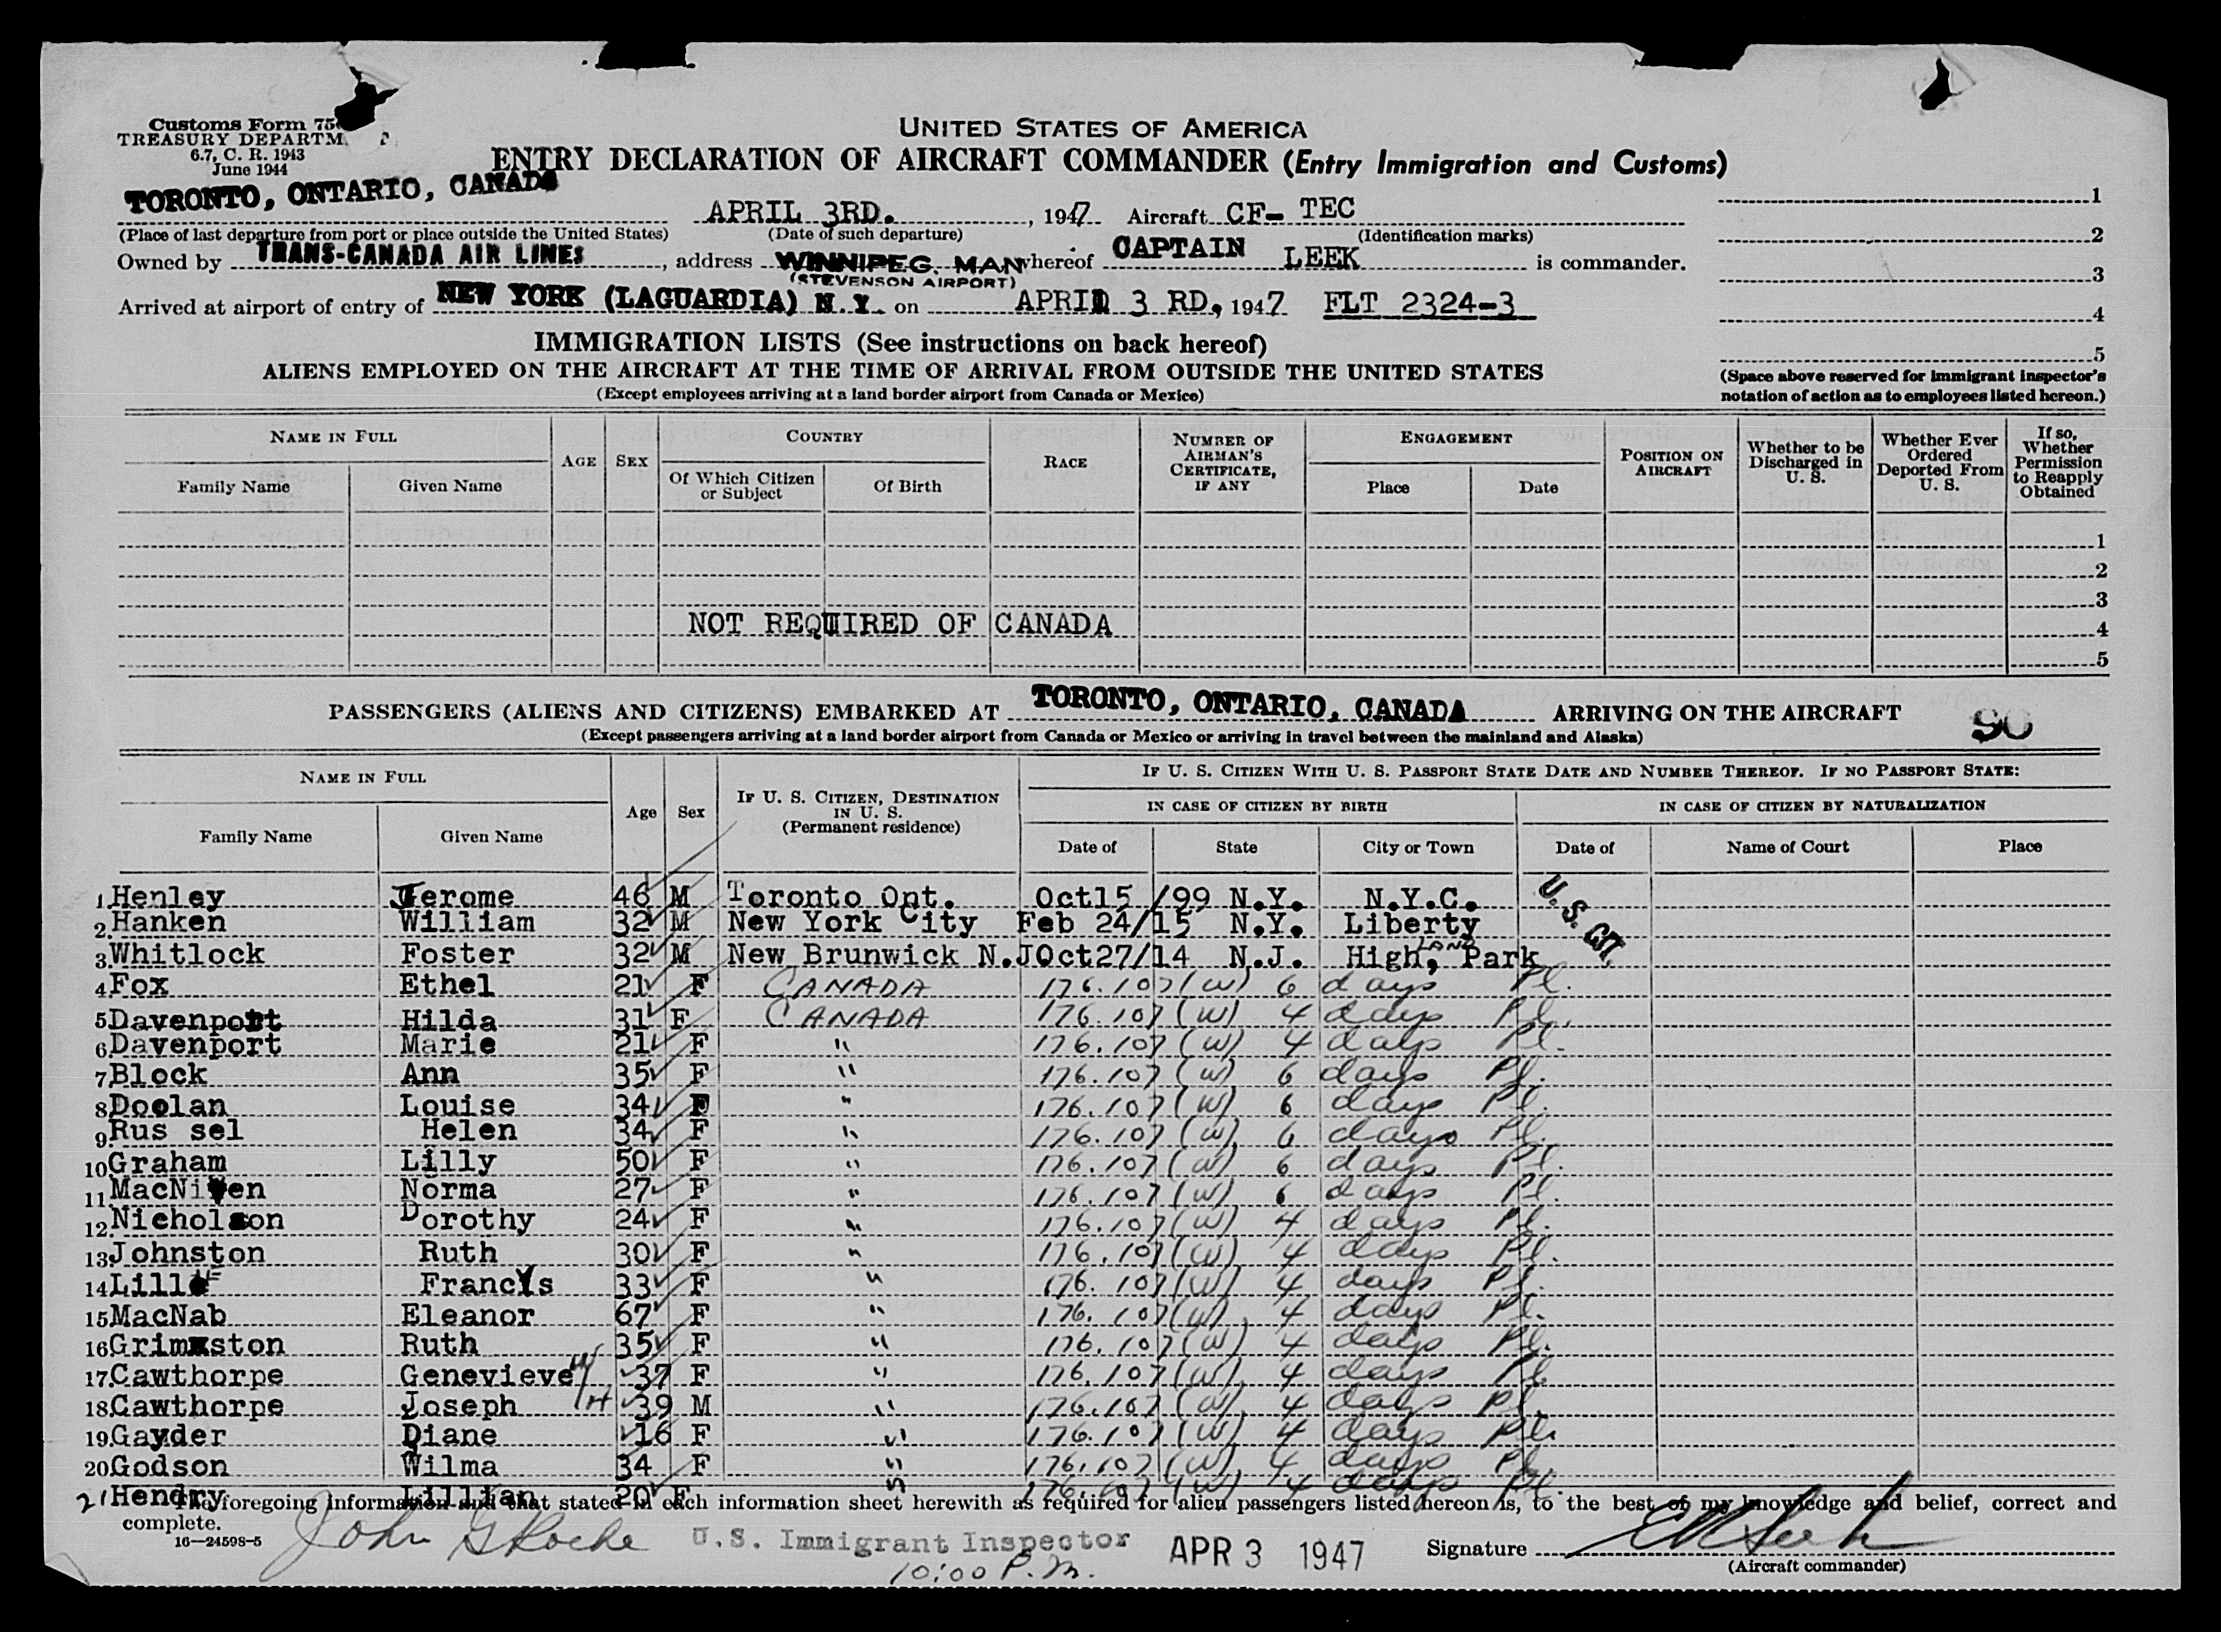 Customs Form 75
TREASURY DEPARTM
6.7, C. R. 1943
June 1944
UNITED STATES OF AMERICA
ENTRY DECLARATION OF AIRCRAFT COMMANDER (Entry Immigration and Customs)
TORONTO, ONTARIO, CANADA APRIL 3RD. , 1947 Aircraft CF- TEC 1
(Place of last departure from port or place outside the United States) (Date of such departure) (Identification marks) 2
Owned by TRANS-CANADA AIR LINES , address WINNIPEG. MAN whereof CAPTAIN LEEK is commander.
(STEVENSON AIRPORT) 3
Arrived at airport of entry of NEW YORK (LAGUARDIA) N.Y. on APRIL 3 RD, 1947 FLT 2324-3 4
IMMIGRATION LISTS (See instructions on back hereof) 5
ALIENS EMPLOYED ON THE AIRCRAFT AT THE TIME OF ARRIVAL FROM OUTSIDE THE UNITED STATES
(Except employees arriving at a land border airport from Canada or Mexico)
(Space above reserved for immigrant inspector's
notation of action as to employees listed hereon.)
NAME IN FULL AGE SEX COUNTRY RACE NUMBER OF AIRMAN'S CERTIFICATE, IF ANY ENGAGEMENT POSITION ON AIRCRAFT Whether to be Discharged in U. S. Whether Ever Ordered Deported From U. S. If so, Whether Permission to Reapply Obtained
Family Name Given Name Of Which Citizen or Subject Of Birth Place Date
1
2
3
NOT REQUIRED OF CANADA 4
5
PASSENGERS (ALIENS AND CITIZENS) EMBARKED AT TORONTO, ONTARIO, CANADA ARRIVING ON THE AIRCRAFT
(Except passengers arriving at a land border airport from Canada or Mexico or arriving in travel between the mainland and Alaska)
NAME IN FULL Age Sex IF U. S. CITIZEN, DESTINATION IN U. S. (Permanent residence) IF U. S. CITIZEN WITH U. S. PASSPORT STATE DATE AND NUMBER THEREOF. IF NO PASSPORT STATE:
IN CASE OF CITIZEN BY BIRTH IN CASE OF CITIZEN BY NATURALIZATION
Family Name Given Name Date of State City or Town Date of Name of Court Place
1. Henley Jerome 46 M Toronto Ont. Oct15 /99 N.Y. N.Y.C. U.S. CIT.
2. Hanken William 32 M New York City Feb 24/15 N.Y. Liberty
3. Whitlock Foster 32 M New Brunwick N.J Oct27/14 N.J. High LAND, Park
4. Fox Ethel 21 F CANADA 176.107 (W) 6 days Pl.
5 Davenport Hilda 31 F CANADA 176.107 (W) 4 days Pl.
6 Davenport Marie 21 F " 176.107 (W) 4 days Pl.
7 Block Ann 35 F " 176.107 (W) 6 days Pl.
8 Doolan Louise 34 F " 176.107 (W) 6 days Pl.
9. Rus sel Helen 34 F " 176.107 (W) 6 days Pl.
10 Graham Lilly 50 F " 176.107 (W) 6 days Pl.
11 MacNiven Norma 27 F " 176.107 (W) 6 days Pl.
12. Nicholson Dorothy 24 F " 176.107 (W) 4 days Pl.
13. Johnston Ruth 30 F " 176.107 (W) 4 days Pl.
14 Lillie Francys 33 F " 176.107 (W) 4 days Pl.
15 MacNab Eleanor 67 F " 176.107 (W) 4 days Pl.
16 Grimston Ruth 35 F " 176.107 (W) 4 days Pl.
17. Cawthorpe Genevieve W 37 F " 176.107 (W) 4 days Pl
18. Cawthorpe Joseph H 39 M " 176.107 (W) 4 days Pl.
19. Gayder Diane 16 F " 176.107 (W) 4 days Pl.
20 Godson Wilma 34 F " 176.107 (W) 4 days Pl.
21 Hendry Lillian 20 F " 176.107 (W) 4 days Pl.
The foregoing information and that stated in each information sheet herewith as required for alien passengers listed hereon is, to the best of my knowledge and belief, correct and
complete.
16—24598-5 John G Roche U.S. Immigrant Inspector APR 3 1947 Signature
10:00 P.M. (Aircraft commander)